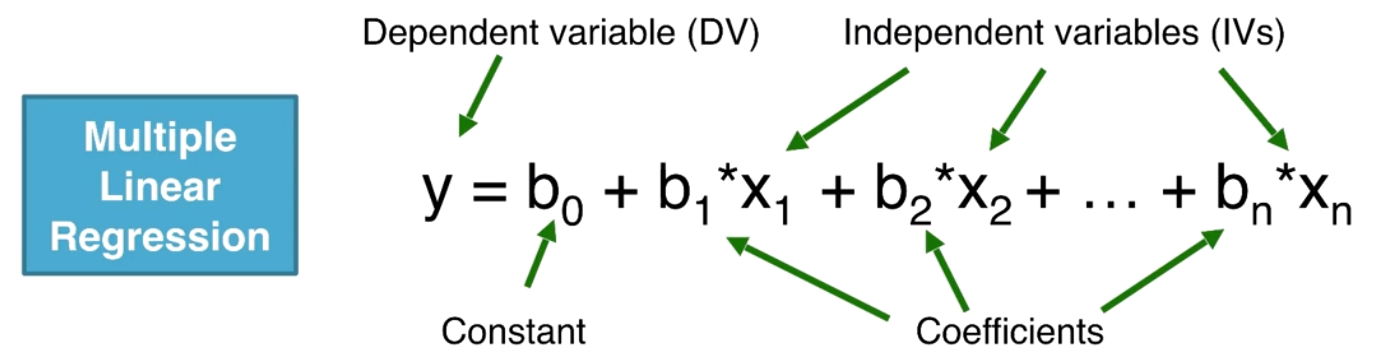 Dependent variable (DV)
Independent variables (IVs)
Multiple
Linear
Regression
y = b₀ + b₁*x₁ + b₂*x₂ + … + bₙ*xₙ
Constant
Coefficients